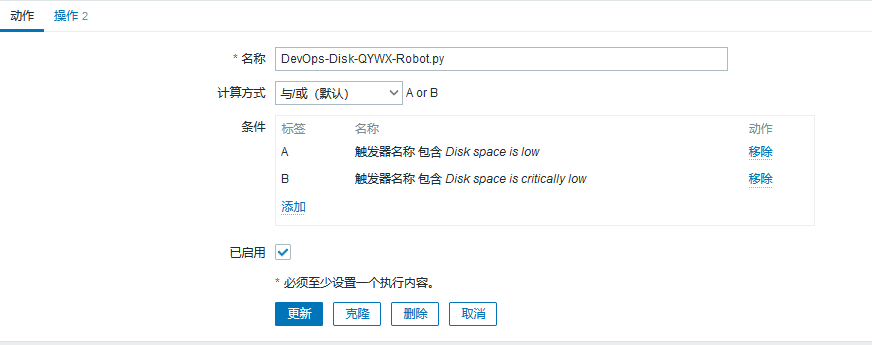 动作 操作 2
* 名称 DevOps-Disk-QYWX-Robot.py
计算方式 与/或（默认） A or B
条件 标签 名称 动作
A 触发器名称 包含 Disk space is low 移除
B 触发器名称 包含 Disk space is critically low 移除
添加
已启用
* 必须至少设置一个执行内容。
更新 克隆 删除 取消